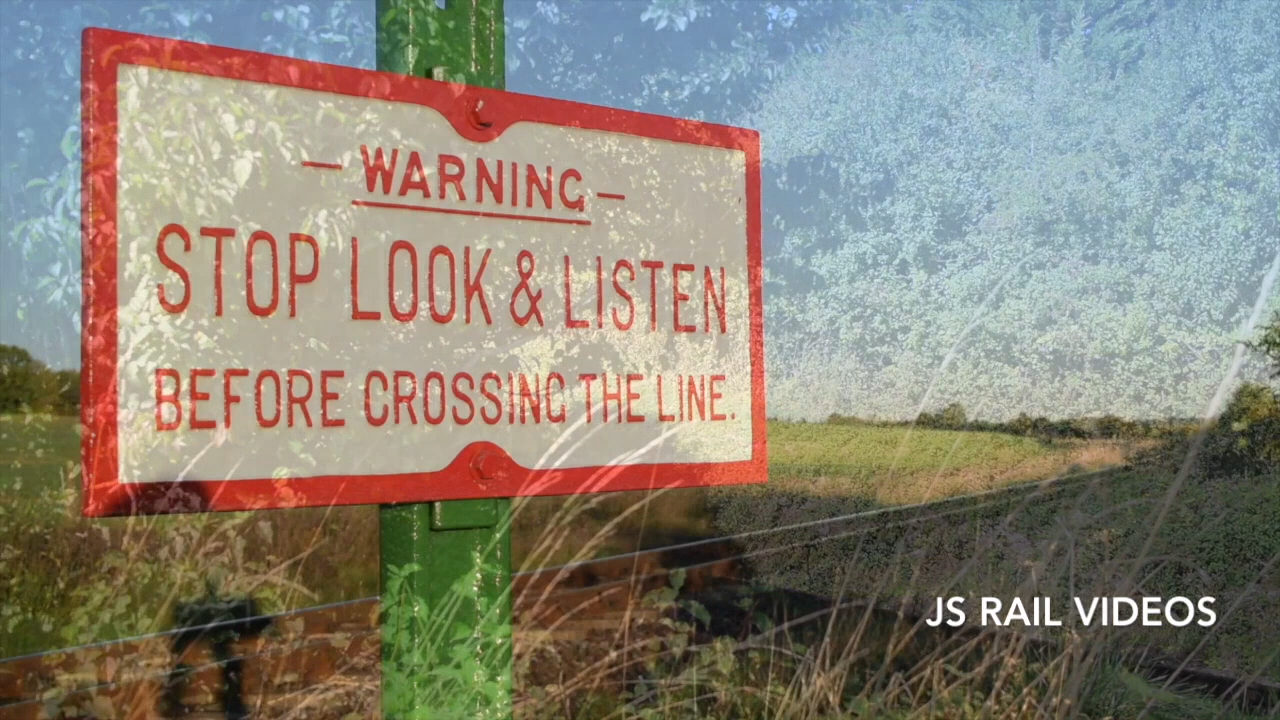 — WARNING —
STOP LOOK & LISTEN
BEFORE CROSSING THE LINE.
JS RAIL VIDEOS